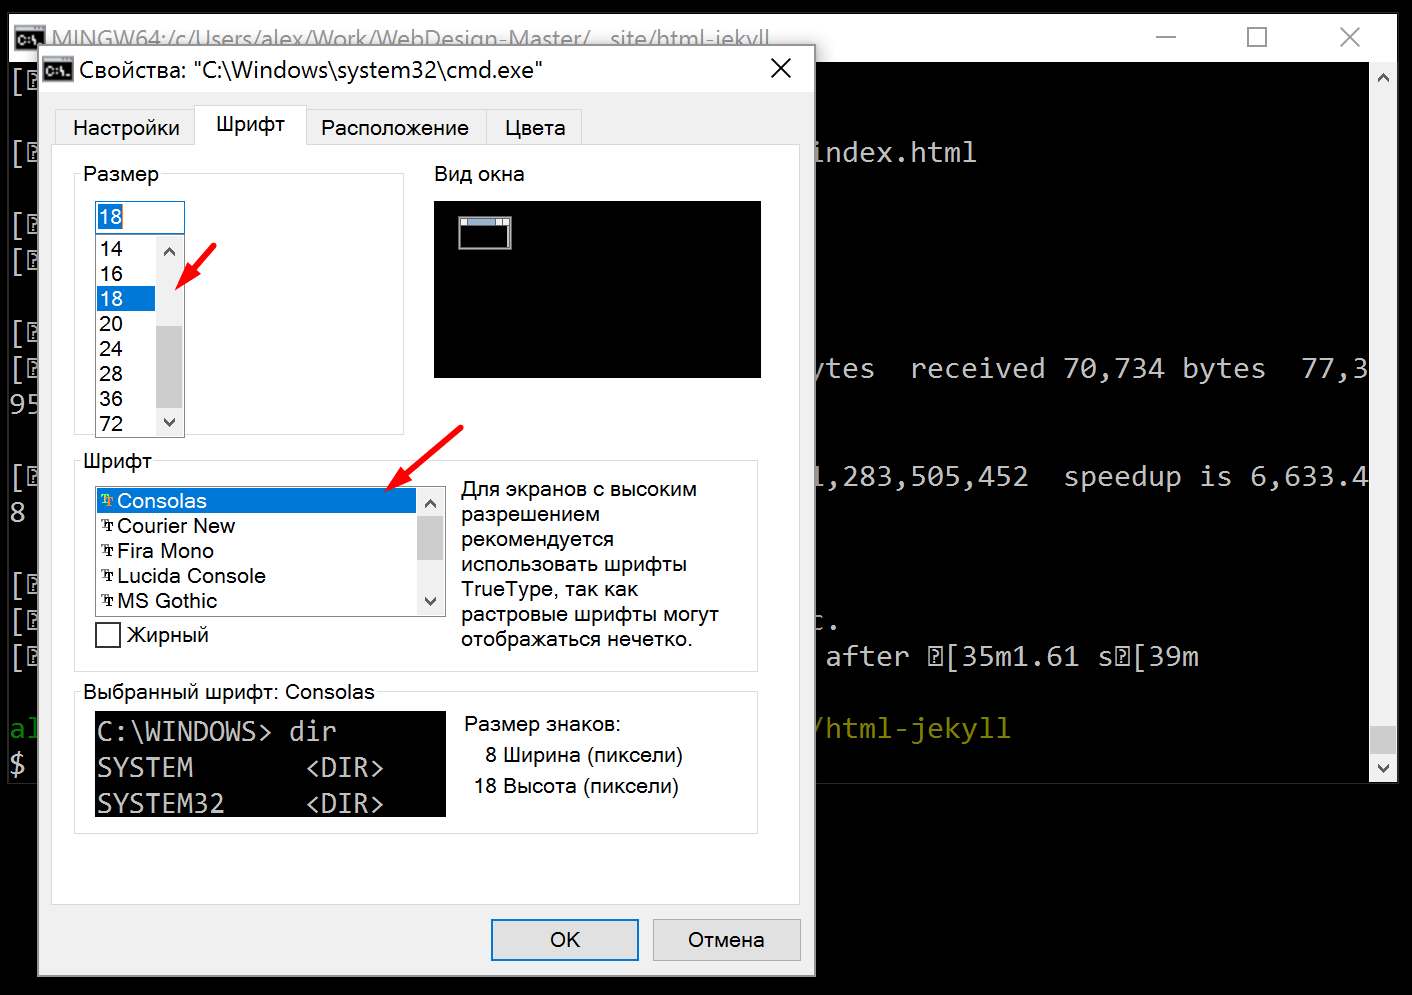 MINGW64:/c/Users/alex/Work/WebDesign-Master/__site/html-jekyll
Свойства: "C:\Windows\system32\cmd.exe"
Настройки Шрифт Расположение Цвета
Размер
18
14
16
18
20
24
28
36
72
Вид окна
Шрифт
Consolas
Courier New
Fira Mono
Lucida Console
MS Gothic
Жирный
Для экранов с высоким
разрешением
рекомендуется
использовать шрифты
TrueType, так как
растровые шрифты могут
отображаться нечетко.
Выбранный шрифт: Consolas
C:\WINDOWS> dir
SYSTEM <DIR>
SYSTEM32 <DIR>
Размер знаков:
8 Ширина (пиксели)
18 Высота (пиксели)
OK Отмена
[
[ index.html
[
[
[
[ ytes received 70,734 bytes 77,3
95
[ 1,283,505,452 speedup is 6,633.4
8
[
[ c.
[ after [35m1.61 s[39m
al /html-jekyll
$